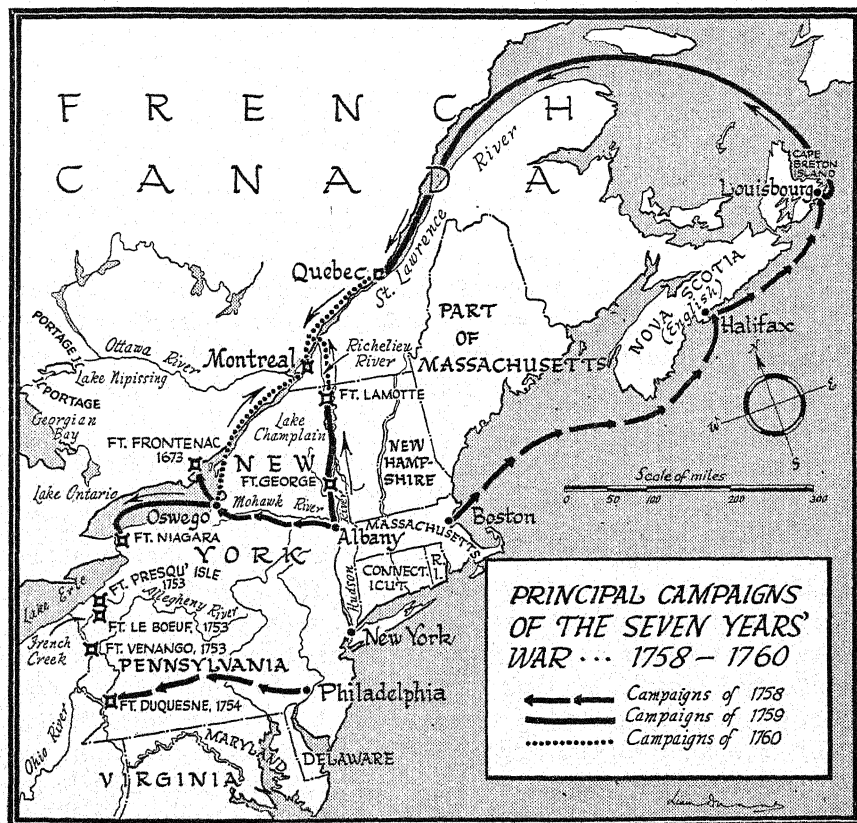 FRENCH
CANADA
CAPE
BRETON
ISLAND
Louisbourg
River
St. Lawrence
Quebec
PART
OF
MASSACHUSETTS
NOVA SCOTIA
(English)
Halifax
PORTAGE
Ottawa River
Montreal
Richelieu
River
Lake Nipissing
PORTAGE
Georgian
Bay
FT. LAMOTTE
Lake
Champlain
FT. FRONTENAC
1673
NEW
HAMP-
SHIRE
N
E
W
S
NEW
YORK
FT. GEORGE
Lake Ontario
Mohawk River
Oswego
River
Hudson
Albany
MASSACHUSETTS
Boston
Scale of miles
0 50 100 200 300
FT. NIAGARA
CONNECT-
ICUT.
R.
I.
FT. PRESQU' ISLE
1753
Lake Erie
Allegheny River
FT. LE BOEUF, 1753
French
Creek
FT. VENANGO, 1753
New York
PENNSYLVANIA
Philadelphia
FT. DUQUESNE, 1754
Ohio River
MARYLAND
DELAWARE
VIRGINIA
PRINCIPAL CAMPAIGNS
OF THE SEVEN YEARS'
WAR ... 1758 – 1760
Campaigns of 1758
Campaigns of 1759
Campaigns of 1760